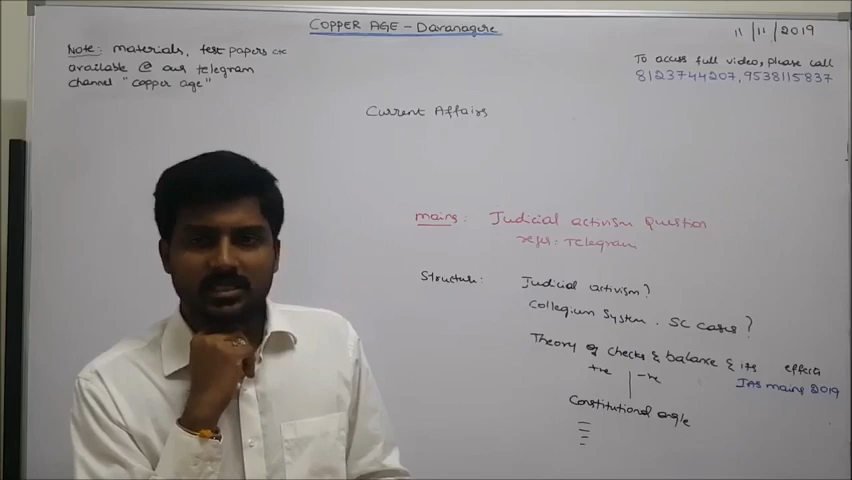 COPPER AGE - Davanagere
11/11/2019
Note: materials, test papers etc
available @ our telegram
channel "copper age"
To access full video, please call
8123744207, 9538115837
Current Affairs
mains: Judicial activism Question
refer: Telegram
Structure: Judicial activism?
Collegium System, SC cases?
Theory of checks & balance & its effects
+ve | -ve
IAS mains 2019
Constitutional angle